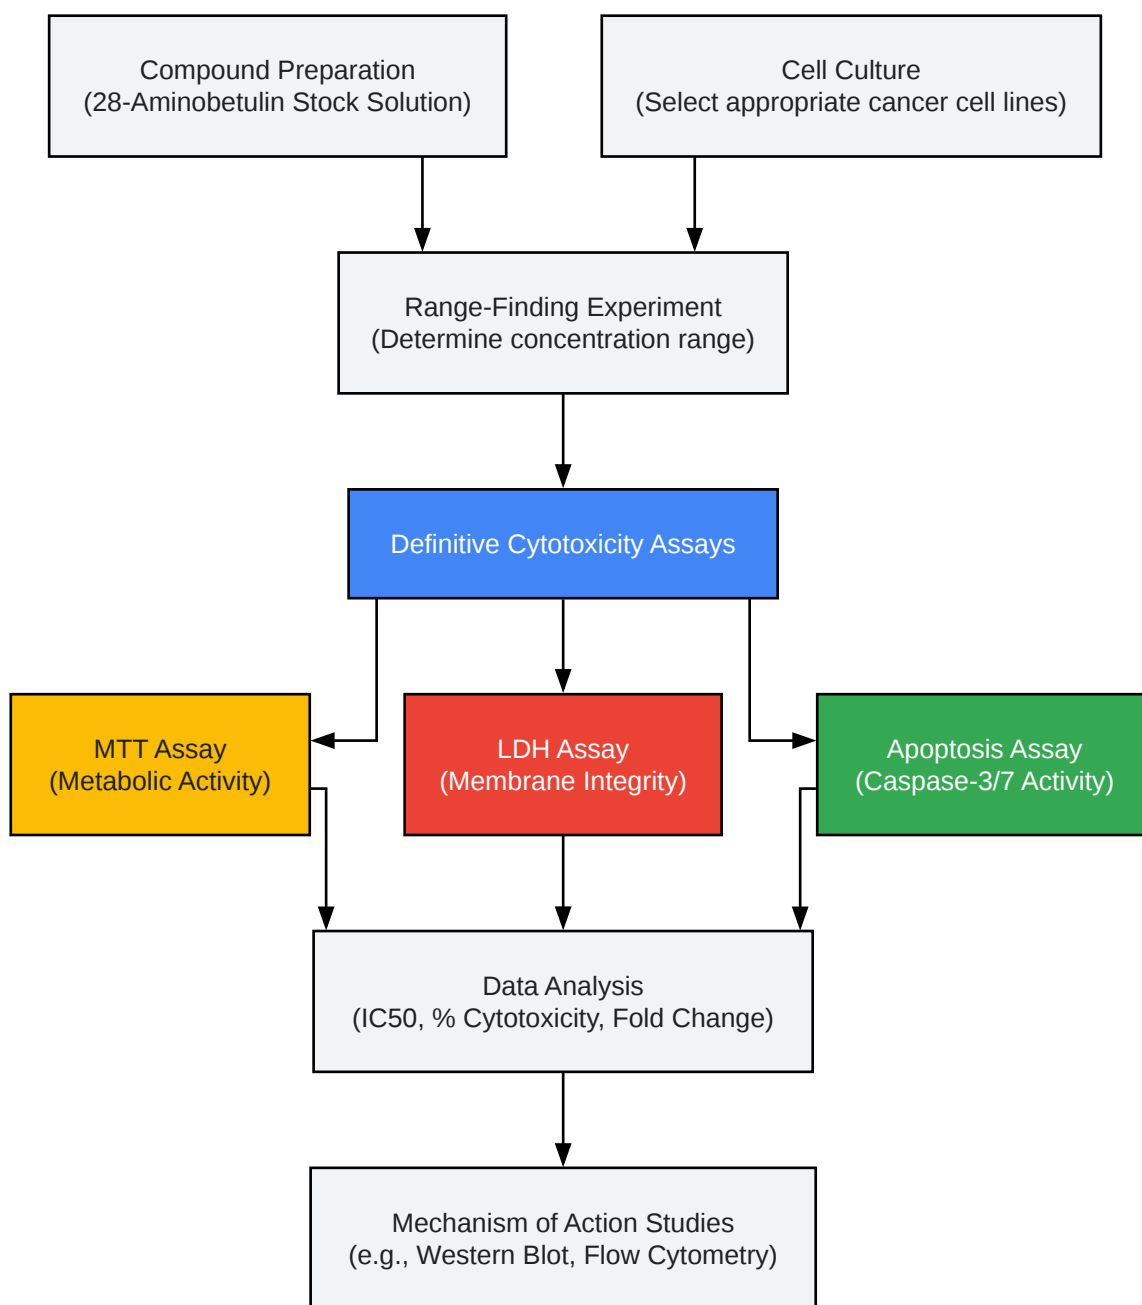 Compound Preparation
(28-Aminobetulin Stock Solution)
Cell Culture
(Select appropriate cancer cell lines)
Range-Finding Experiment
(Determine concentration range)
Definitive Cytotoxicity Assays
MTT Assay
(Metabolic Activity)
LDH Assay
(Membrane Integrity)
Apoptosis Assay
(Caspase-3/7 Activity)
Data Analysis
(IC50, % Cytotoxicity, Fold Change)
Mechanism of Action Studies
(e.g., Western Blot, Flow Cytometry)